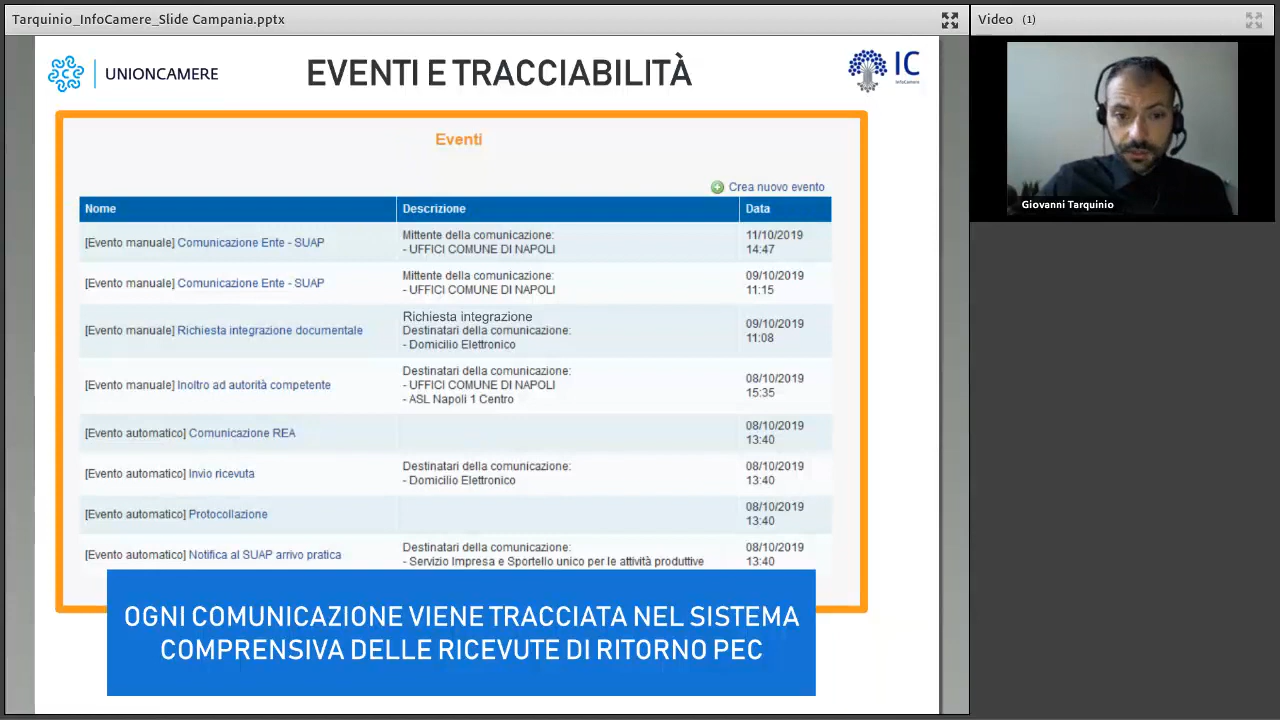 Tarquinio_InfoCamere_Slide Campania.pptx
Video (1)
UNIONCAMERE
EVENTI E TRACCIABILITÀ
IC
InfoCamere
Giovanni Tarquinio
Eventi
Crea nuovo evento
Nome Descrizione Data
[Evento manuale] Comunicazione Ente - SUAP
Mittente della comunicazione:
- UFFICI COMUNE DI NAPOLI
11/10/2019
14:47
[Evento manuale] Comunicazione Ente - SUAP
Mittente della comunicazione:
- UFFICI COMUNE DI NAPOLI
09/10/2019
11:15
[Evento manuale] Richiesta integrazione documentale
Richiesta integrazione
Destinatari della comunicazione:
- Domicilio Elettronico
09/10/2019
11:08
[Evento manuale] Inoltro ad autorità competente
Destinatari della comunicazione:
- UFFICI COMUNE DI NAPOLI
- ASL Napoli 1 Centro
08/10/2019
15:35
[Evento automatico] Comunicazione REA
08/10/2019
13:40
[Evento automatico] Invio ricevuta
Destinatari della comunicazione:
- Domicilio Elettronico
08/10/2019
13:40
[Evento automatico] Protocollazione
08/10/2019
13:40
[Evento automatico] Notifica al SUAP arrivo pratica
Destinatari della comunicazione:
- Servizio Impresa e Sportello unico per le attività produttive
08/10/2019
13:40
OGNI COMUNICAZIONE VIENE TRACCIATA NEL SISTEMA
COMPRENSIVA DELLE RICEVUTE DI RITORNO PEC